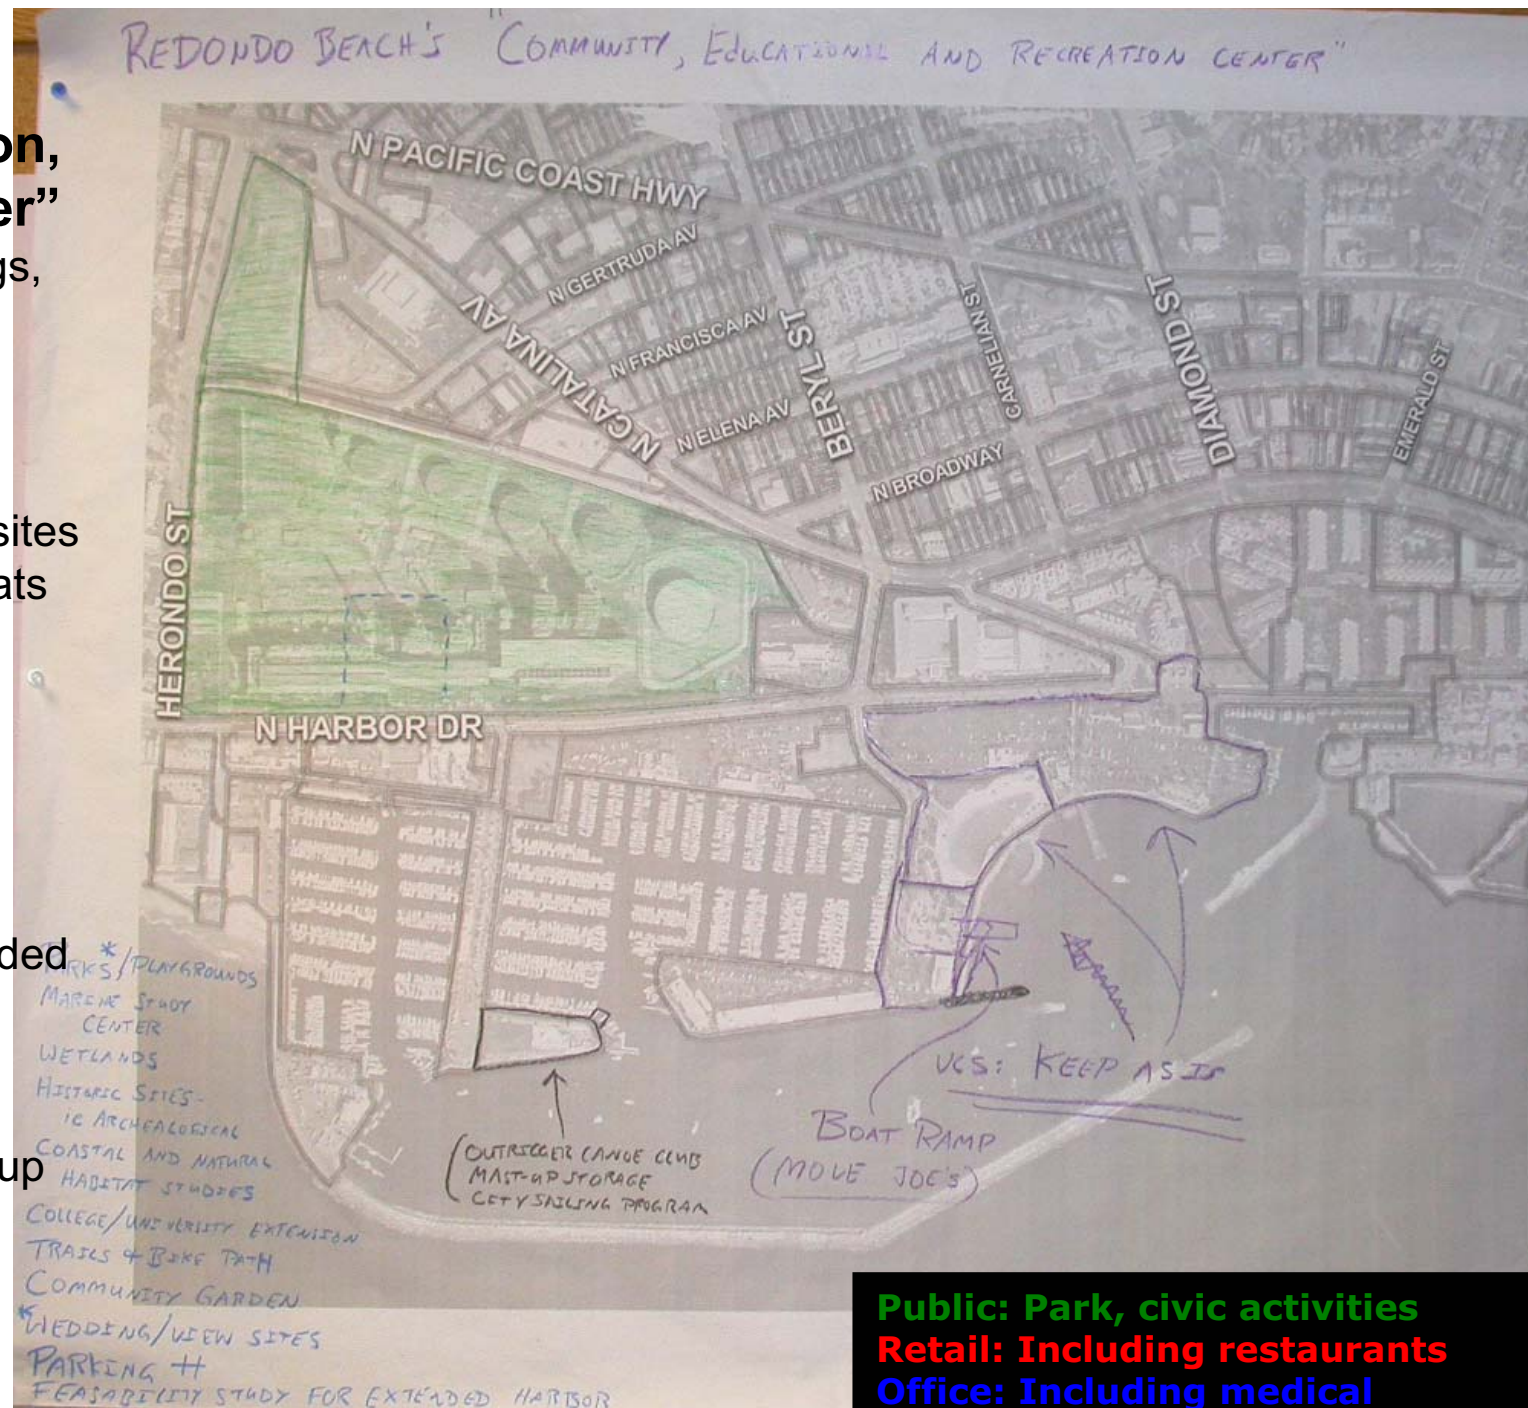 REDONDO BEACH'S "COMMUNITY, EDUCATIONAL AND RECREATION CENTER"
on,
er”
gs,
sites
ats
ded
up
N PACIFIC COAST HWY
N GERTRUDA AV
N CATALINA AV
N FRANCISCA AV
N ELENA AV
BERYL ST
CARNELIAN ST
N BROADWAY
DIAMOND ST
EMERALD ST
HERONDO ST
N HARBOR DR
PARKS*/PLAYGROUNDS
MARINE STUDY
CENTER
WETLANDS
HISTORIC SITES-
IE ARCHEALOGICAL
COASTAL AND NATURAL
HABITAT STUDIES
COLLEGE/UNIVERSITY EXTENSION
TRAILS & BIKE PATH
COMMUNITY GARDEN
*WEDDING/VIEW SITES
PARKING #
FEASABILITY STUDY FOR EXTENDED HARBOR
OUTRIGGER CANOE CLUB
MAST-UP STORAGE
CITY SAILING PROGRAM
BOAT RAMP
(MOVE JOE'S)
VCS: KEEP AS IS
Public: Park, civic activities
Retail: Including restaurants
Office: Including medical